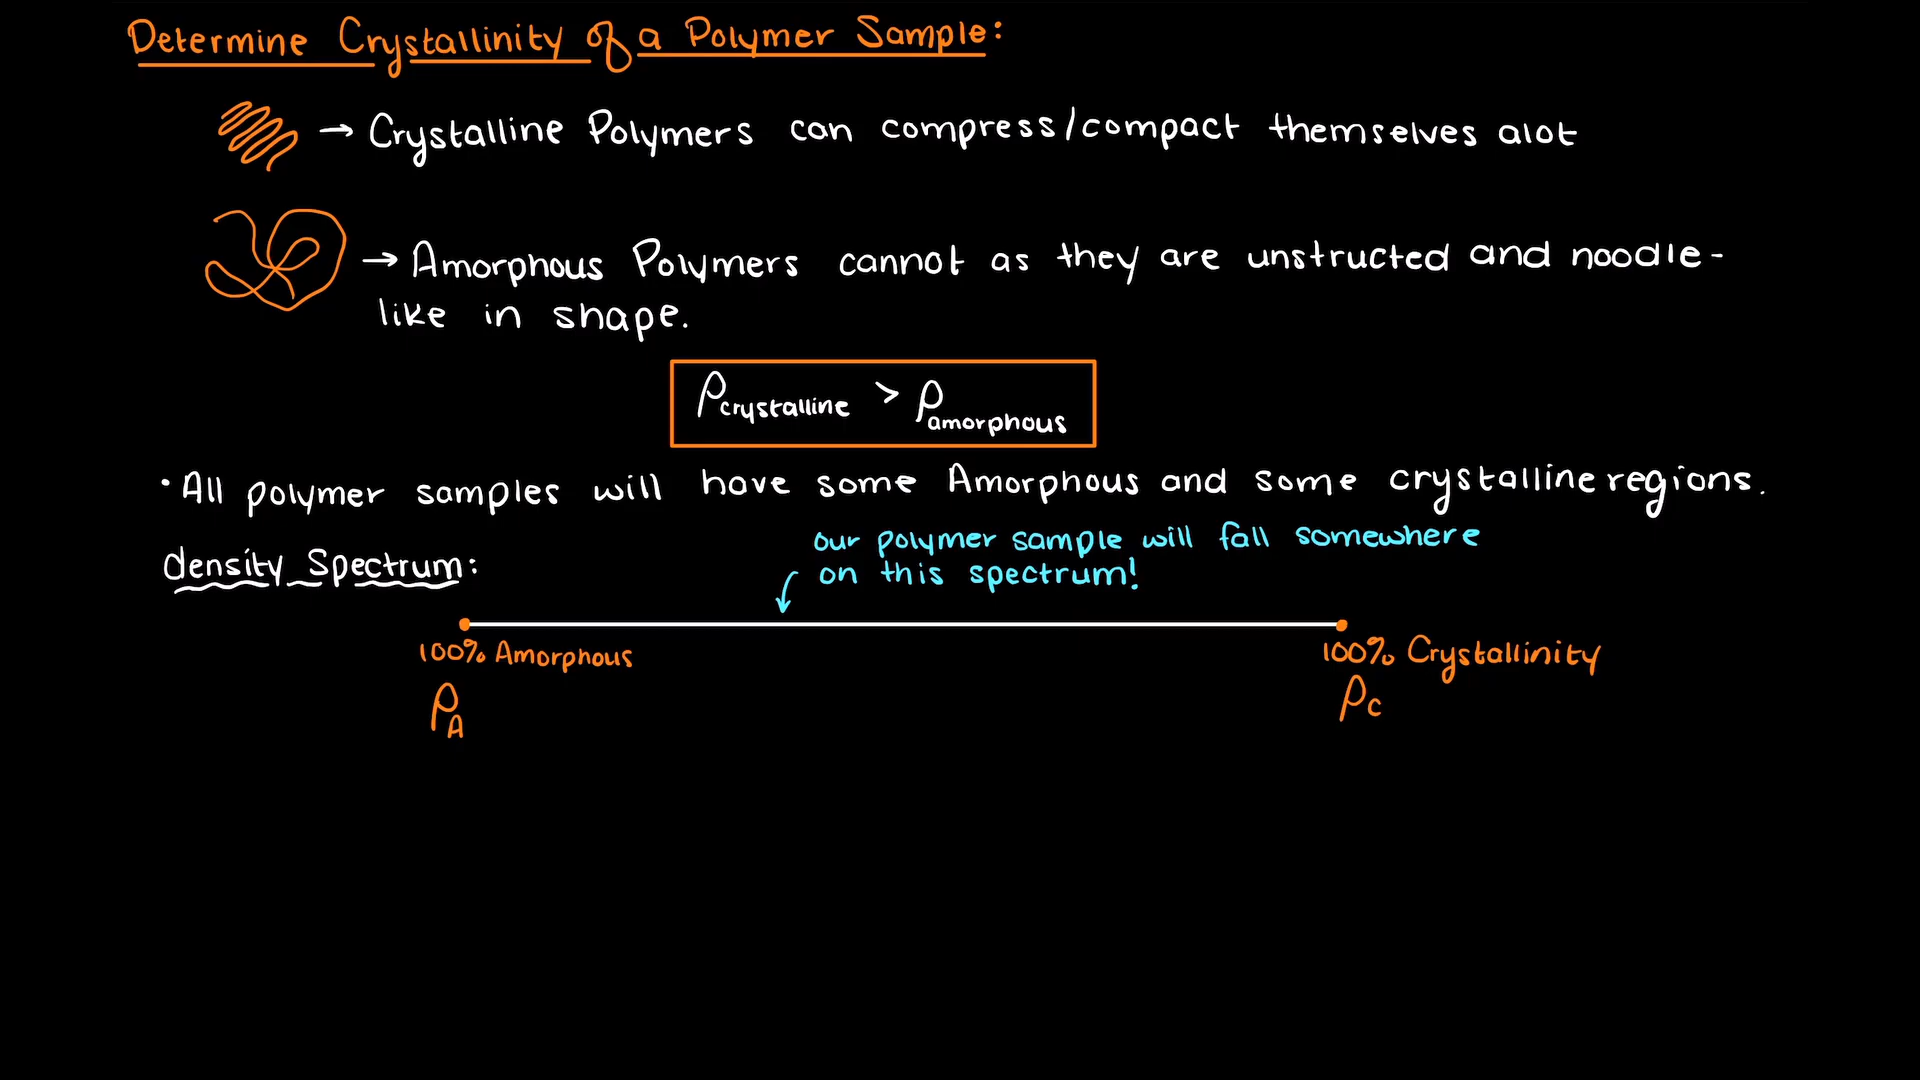 Determine Crystallinity of a Polymer Sample:
→ Crystalline Polymers can compress/compact themselves alot
→ Amorphous Polymers cannot as they are unstructed and noodle-
like in shape.
ρcrystalline > ρamorphous
• All polymer samples will have some Amorphous and some crystalline regions.
our polymer sample will fall somewhere
on this spectrum!
density Spectrum:
100% Amorphous
100% Crystallinity
ρA
ρc